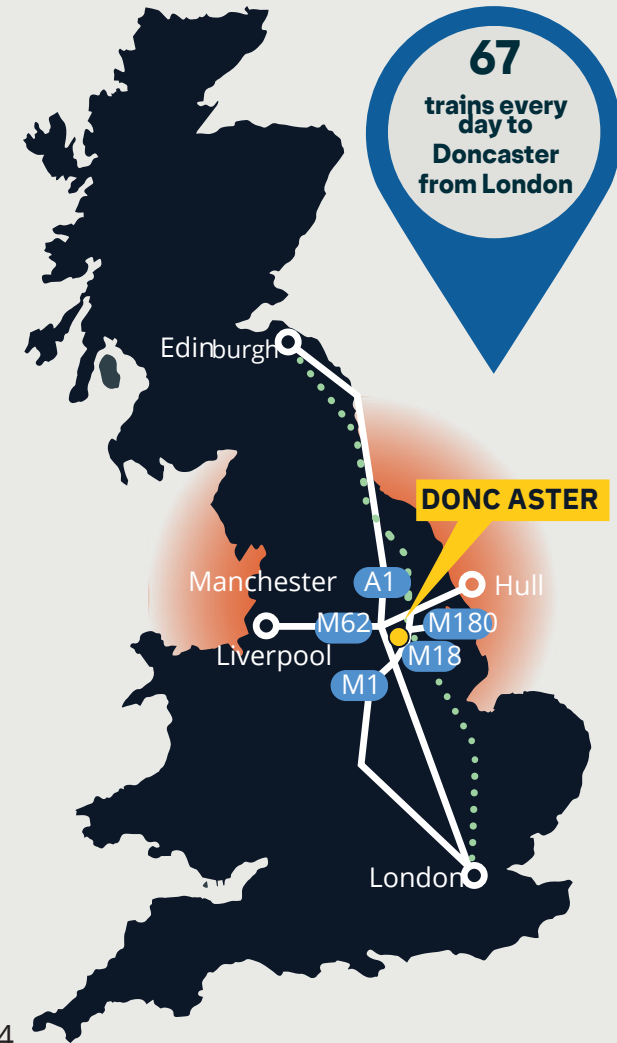 67
trains every
day to
Doncaster
from London
Edinburgh
DONC ASTER
Manchester
A1
Hull
M62
M180
Liverpool
M18
M1
London
4